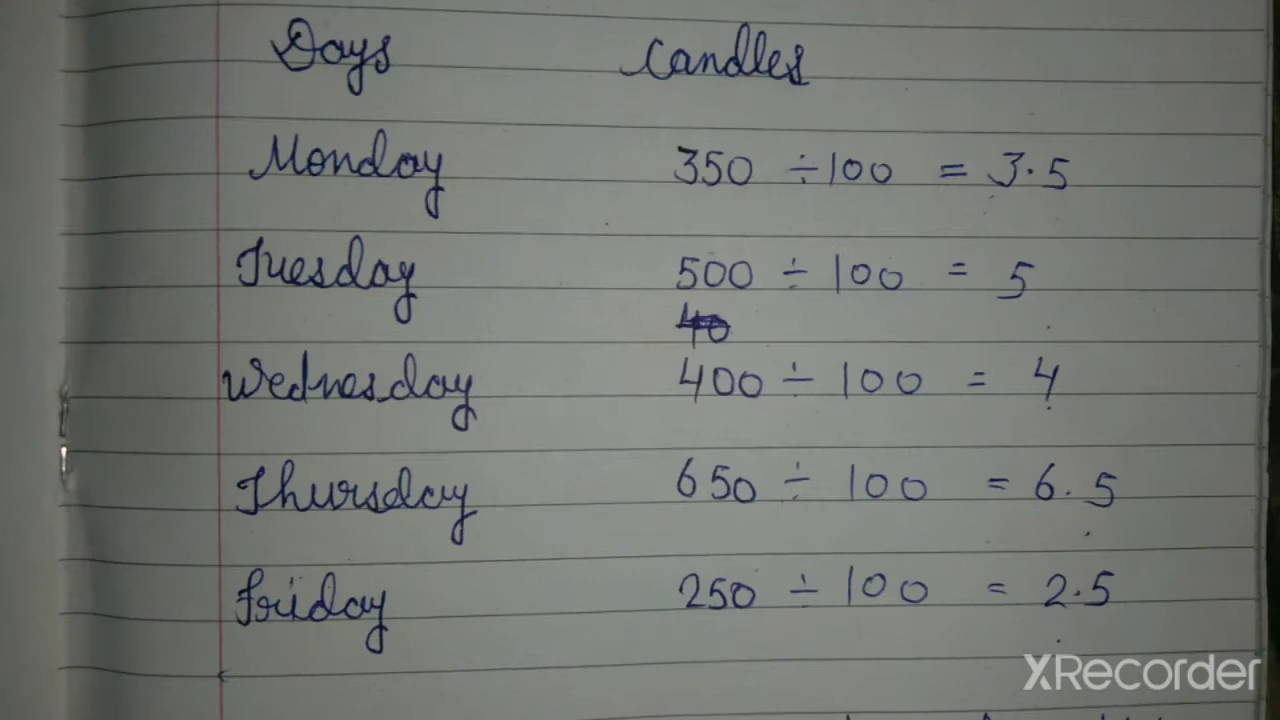 Days Candles
Monday 350 ÷ 100 = 3.5
Tuesday 500 ÷ 100 = 5
40
Wednesday 400 ÷ 100 = 4
Thursday 650 ÷ 100 = 6.5
Friday 250 ÷ 100 = 2.5
XRecorder